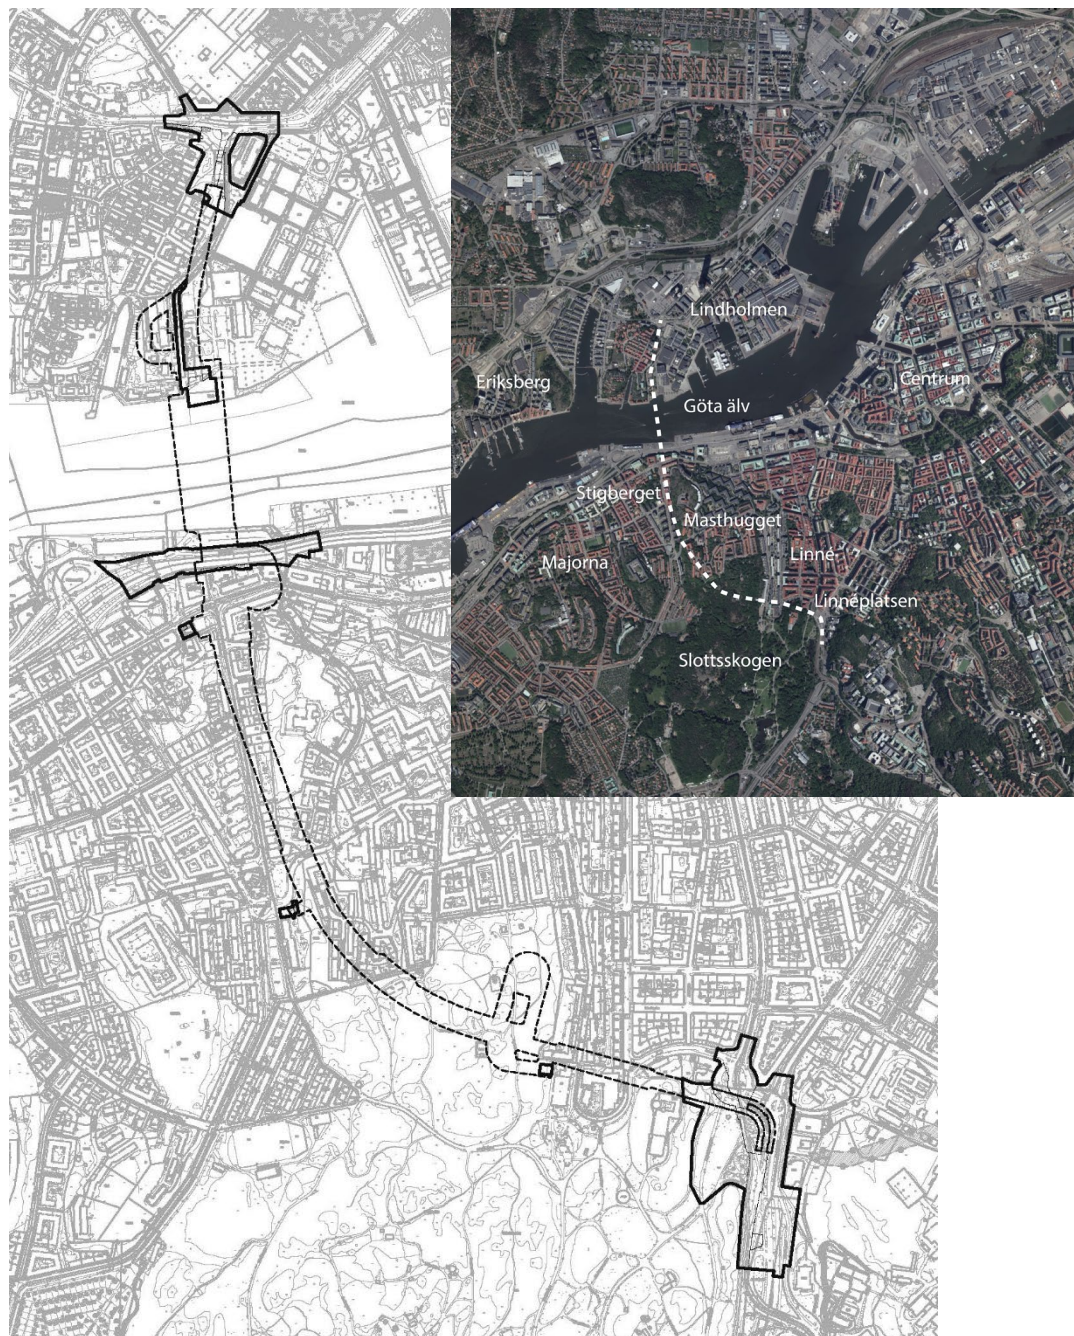 Lindholmen
Eriksberg
Centrum
Göta älv
Stigberget
Masthugget
Majorna
Linné
Linnéplatsen
Slottsskogen